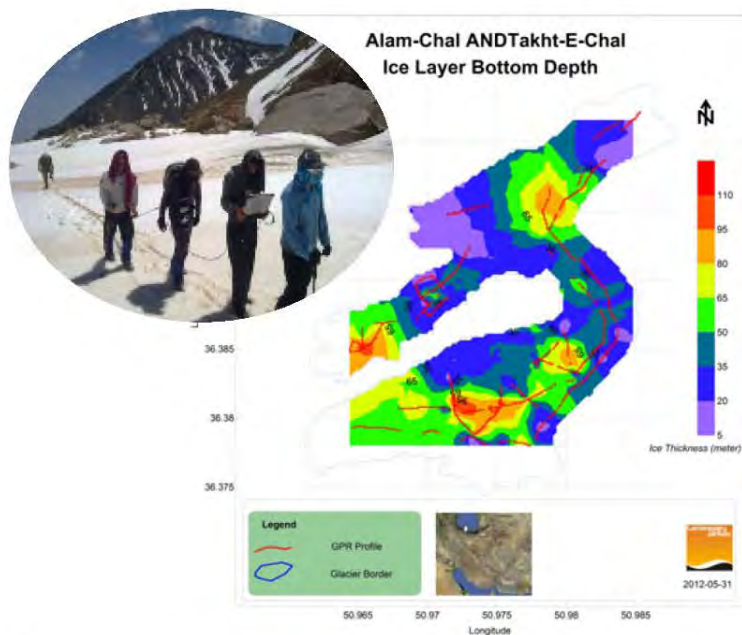 Alam-Chal ANDTakht-E-Chal
Ice Layer Bottom Depth
N
110
95
80
65
50
35
20
5
Ice Thickness (meter)
65
65
36.385
36.38
36.375
Legend
GPR Profile
Glacier Border
2012-05-31
50.965
50.97
50.975
50.98
50.985
Longitude